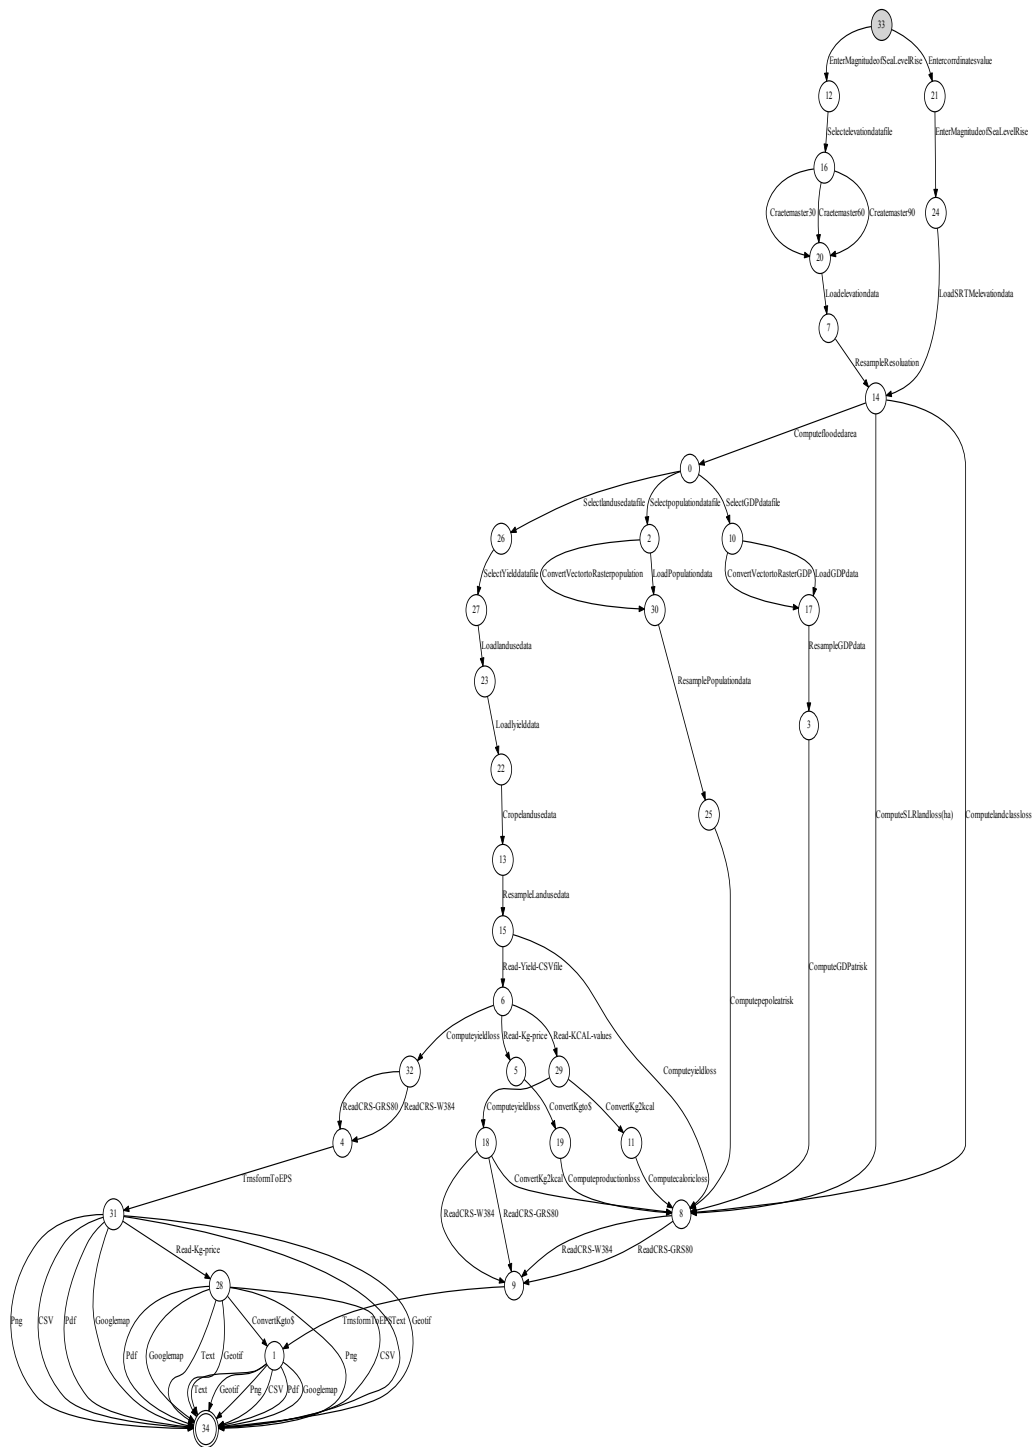 33
EnterMagnitudeofSeaLevelRise
Entercorrdinatesvalue
12
21
Selectelevationdatafile
EnterMagnitudeofSeaLevelRise
16
Craetemaster30
Craetemaster60
Createmaster90
24
20
Loadelevationdata
LoadSRTMelevationdata
7
ResampleResoluation
14
Computefloodedarea
0
Selectlandusedatafile
Selectpopulationdatafile
SelectGDPdatafile
26
2
10
SelectYielddatafile
ConvertVectortoRasterpopulation
LoadPopulationdata
ConvertVectortoRasterGDP
LoadGDPdata
27
30
17
Loadlandusedata
ResampleGDPdata
23
ResamplePopulationdata
Loadlyielddata
3
22
Cropelandusedata
25
ComputeSLRlandloss(ha)
Computelandclassloss
13
ResampleLandusedata
15
Read-Yield-CSVfile
ComputeGDPatrisk
6
Computepepoleatrisk
Computeyieldloss
Read-Kg-price
Read-KCAL-values
32
5
29
Computeyieldloss
ReadCRS-GRS80
ReadCRS-W384
Computeyieldloss
ConvertKgto$
ConvertKg2kcal
4
18
19
11
TrnsformToEPS
ConvertKg2kcal
Computeproductionloss
Computecaloricloss
31
ReadCRS-W384
ReadCRS-GRS80
8
Read-Kg-price
ReadCRS-W384
ReadCRS-GRS80
28
9
Png
CSV
Pdf
Googlemap
ConvertKgto$
TrnsformToEPS
Text
Geotif
Pdf
Googlemap
Text
Geotif
1
Png
CSV
Text
Geotif
Png
CSV
Pdf
Googlemap
34